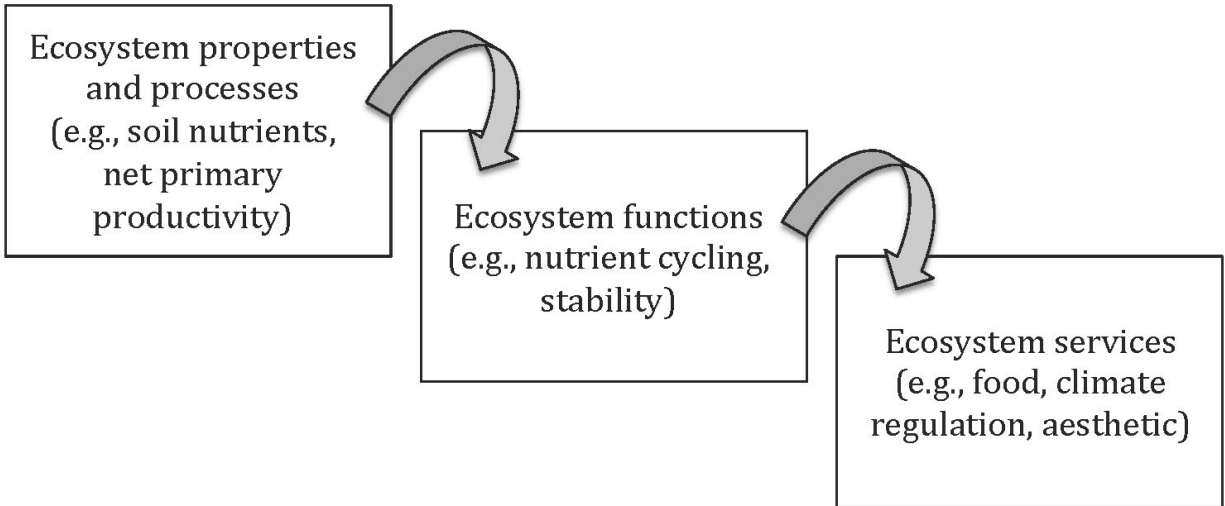 Ecosystem properties
and processes
(e.g., soil nutrients,
net primary
productivity)
Ecosystem functions
(e.g., nutrient cycling,
stability)
Ecosystem services
(e.g., food, climate
regulation, aesthetic)